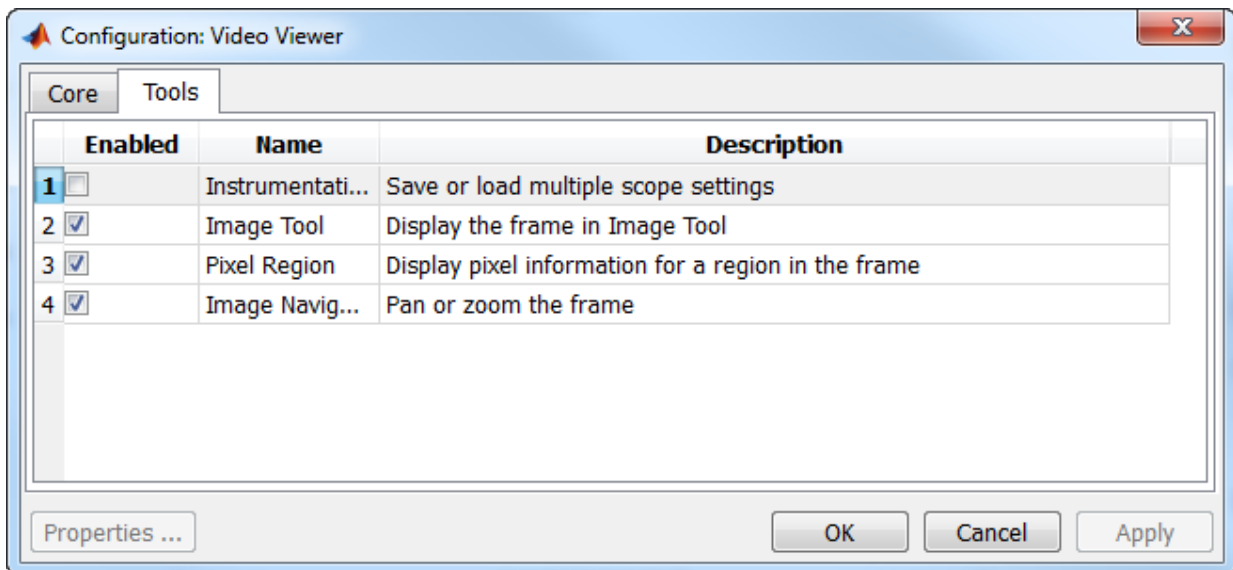 Configuration: Video Viewer
Core Tools
Enabled Name Description
1 Instrumentati... Save or load multiple scope settings
2 Image Tool Display the frame in Image Tool
3 Pixel Region Display pixel information for a region in the frame
4 Image Navig... Pan or zoom the frame
Properties ... OK Cancel Apply